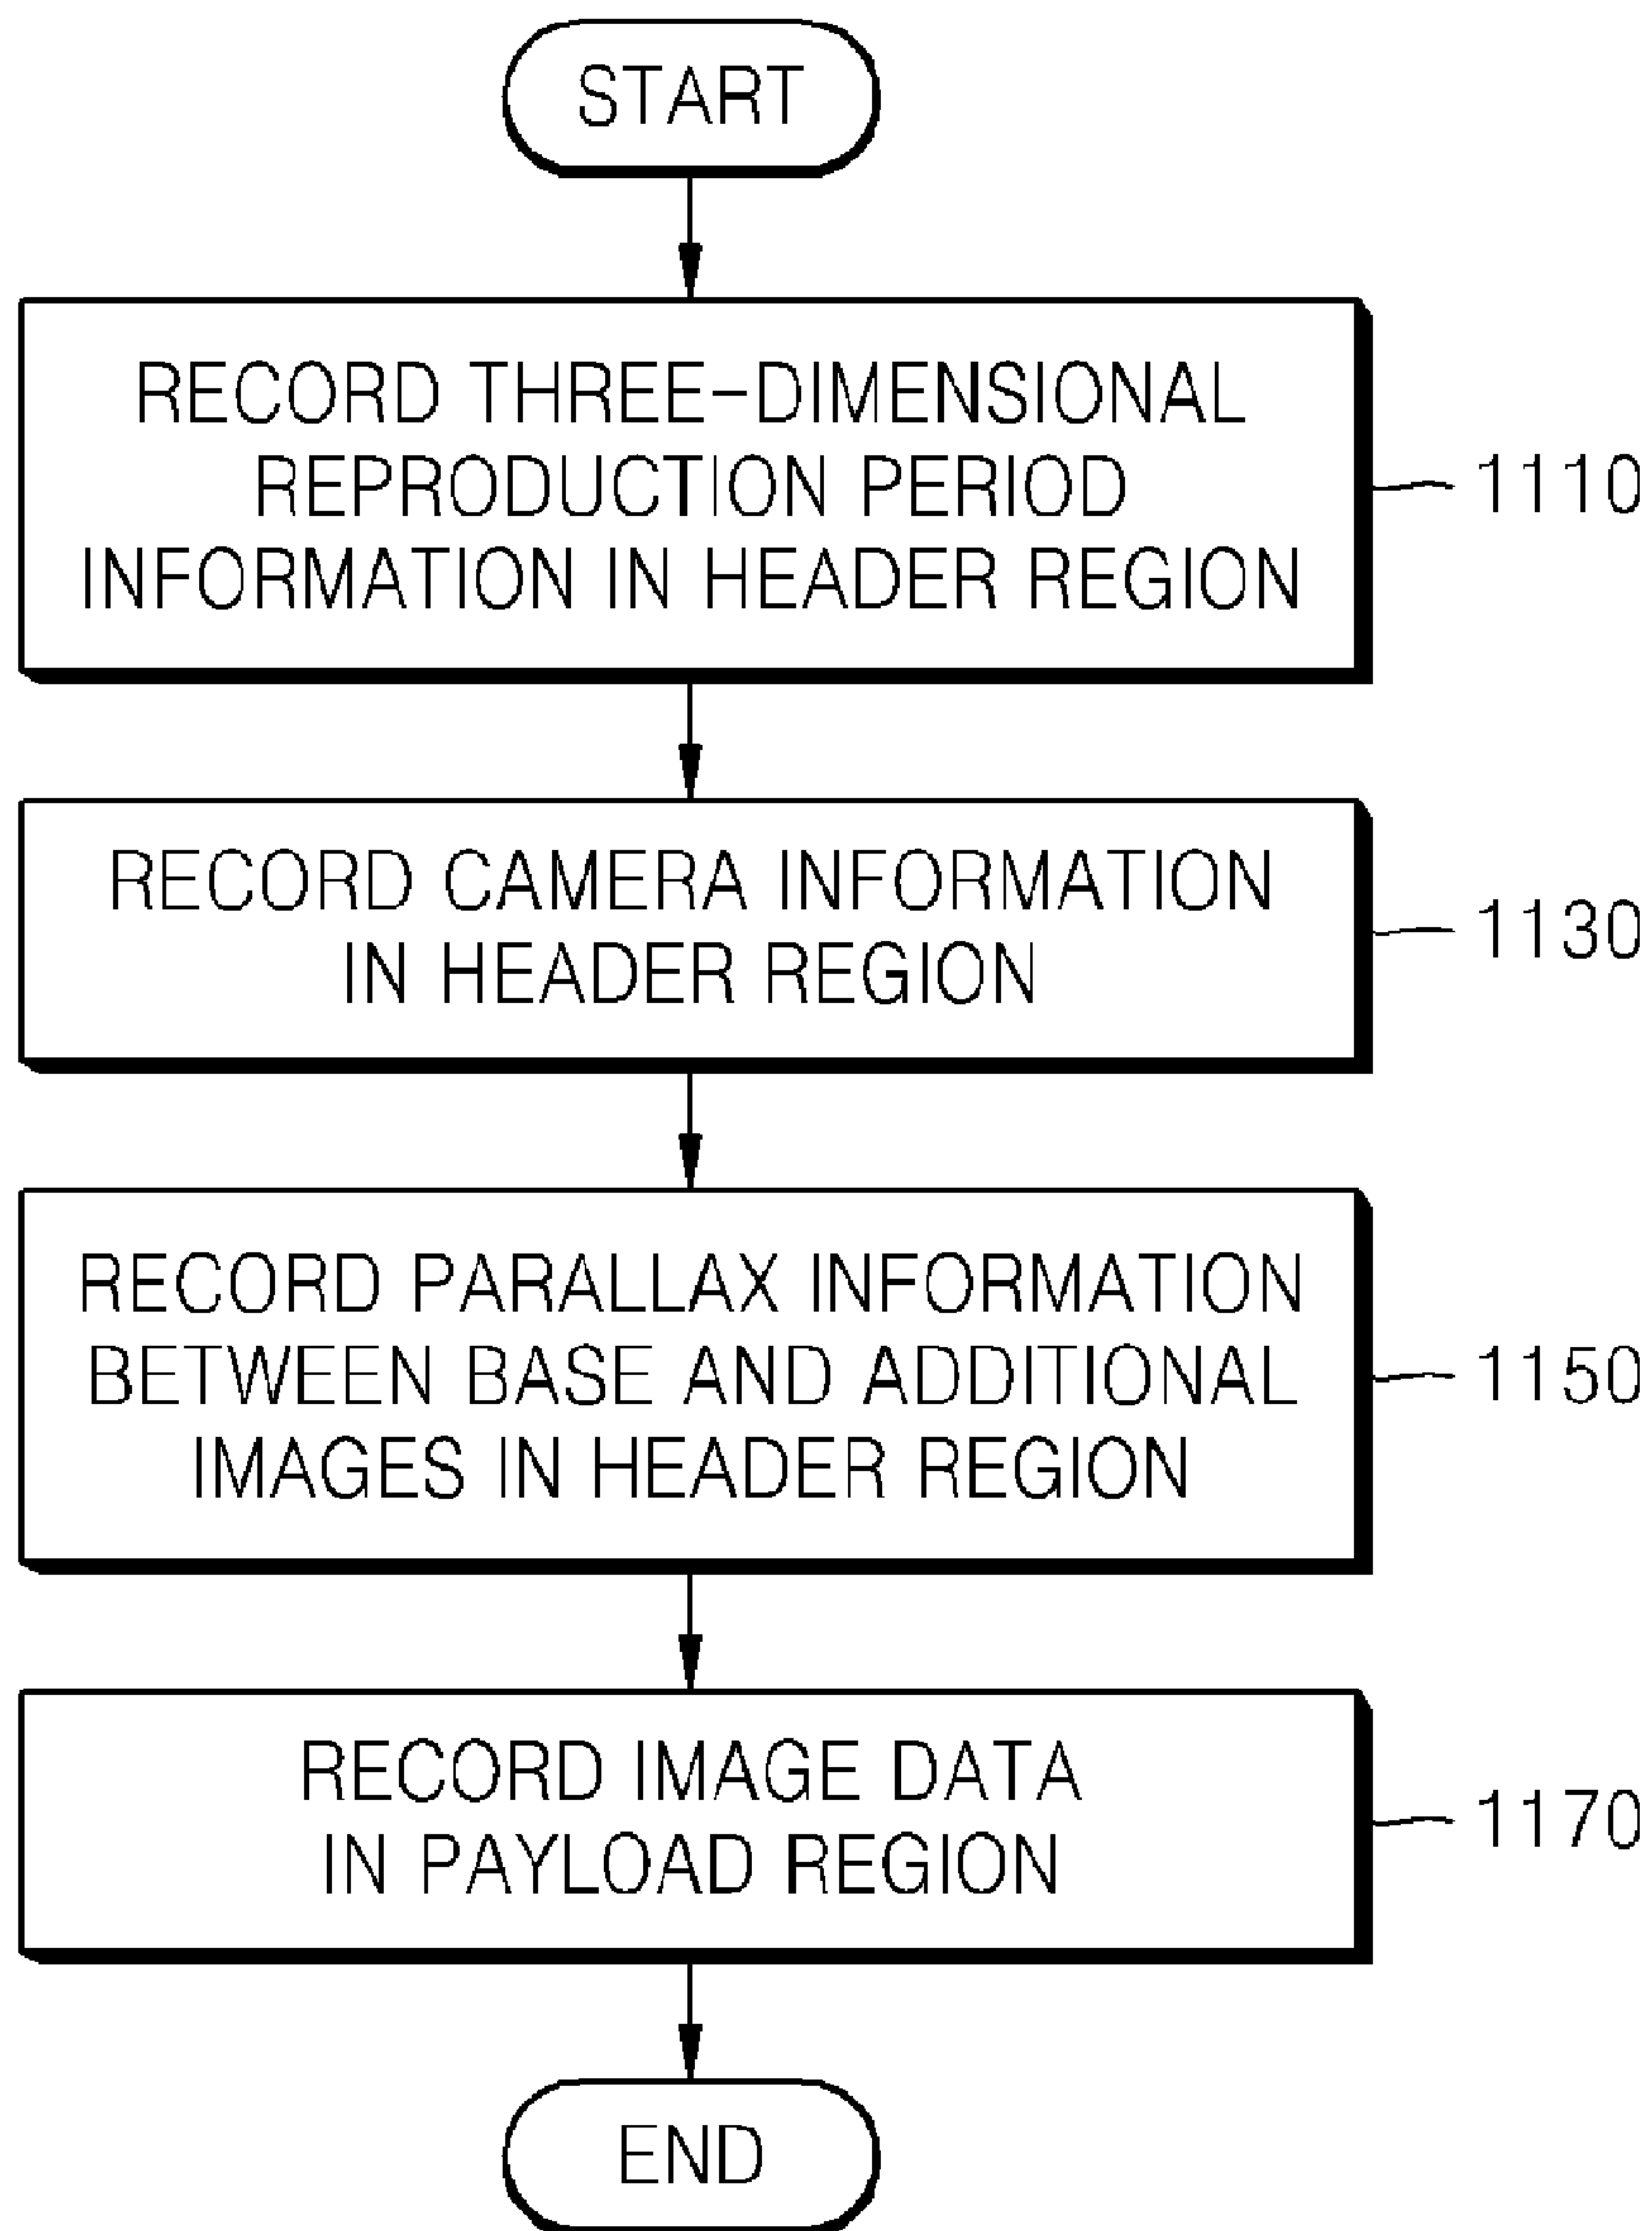 START
RECORD THREE-DIMENSIONAL
REPRODUCTION PERIOD
INFORMATION IN HEADER REGION
1110
RECORD CAMERA INFORMATION
IN HEADER REGION
1130
RECORD PARALLAX INFORMATION
BETWEEN BASE AND ADDITIONAL
IMAGES IN HEADER REGION
1150
RECORD IMAGE DATA
IN PAYLOAD REGION
1170
END